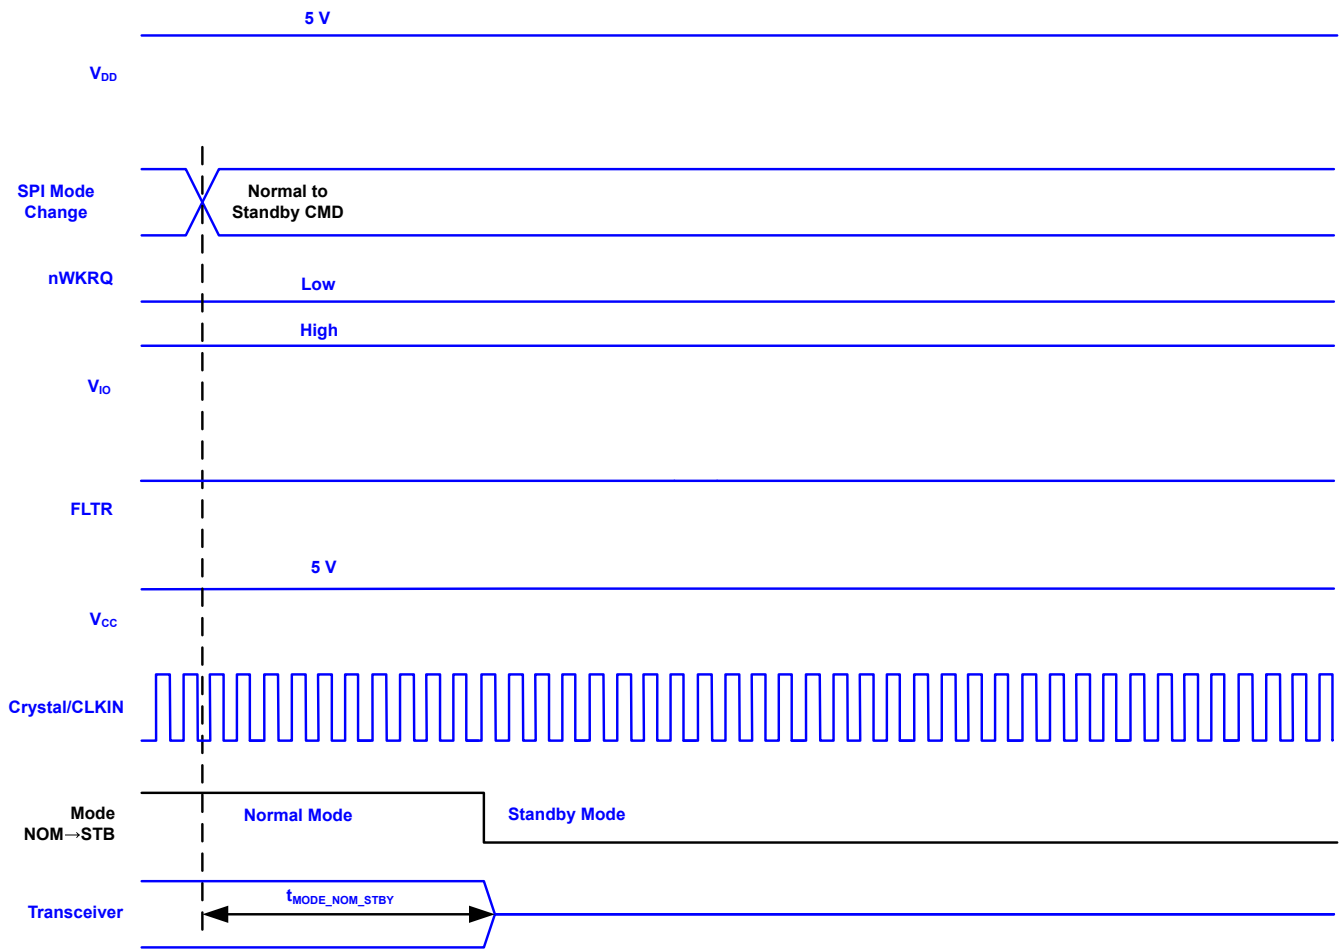 5 V
VDD
SPI Mode
Change
Normal to
Standby CMD
nWKRQ
Low
High
VIO
FLTR
5 V
VCC
Crystal/CLKIN
Mode
NOM→STB
Normal Mode
Standby Mode
Transceiver
tMODE_NOM_STBY